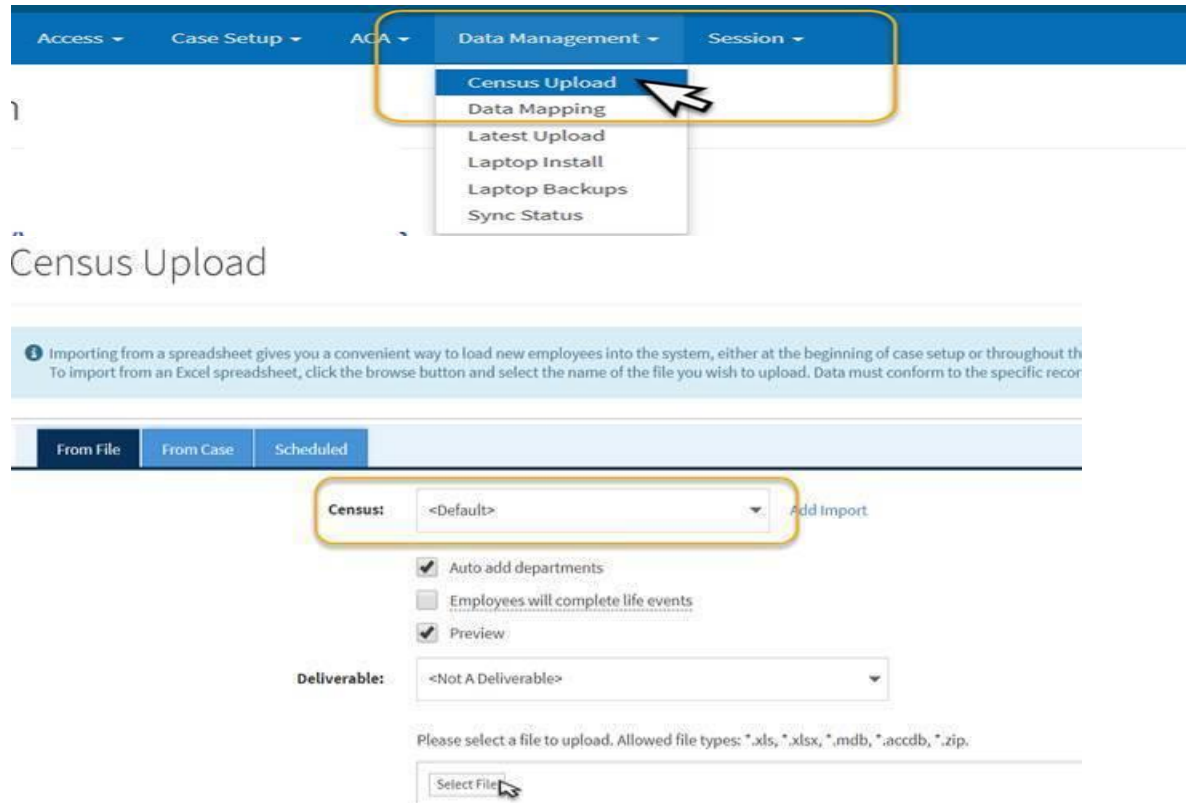 Access Case Setup ACA Data Management Session
Census Upload
Data Mapping
Latest Upload
Laptop Install
Laptop Backups
Sync Status
Census Upload
Importing from a spreadsheet gives you a convenient way to load new employees into the system, either at the beginning of case setup or throughout th
To import from an Excel spreadsheet, click the browse button and select the name of the file you wish to upload. Data must conform to the specific recor
From File From Case Scheduled
Census: <Default> Add Import
Auto add departments
Employees will complete life events
Preview
Deliverable: <Not A Deliverable>
Please select a file to upload. Allowed file types: *.xls, *.xlsx, *.mdb, *.accdb, *.zip.
Select File